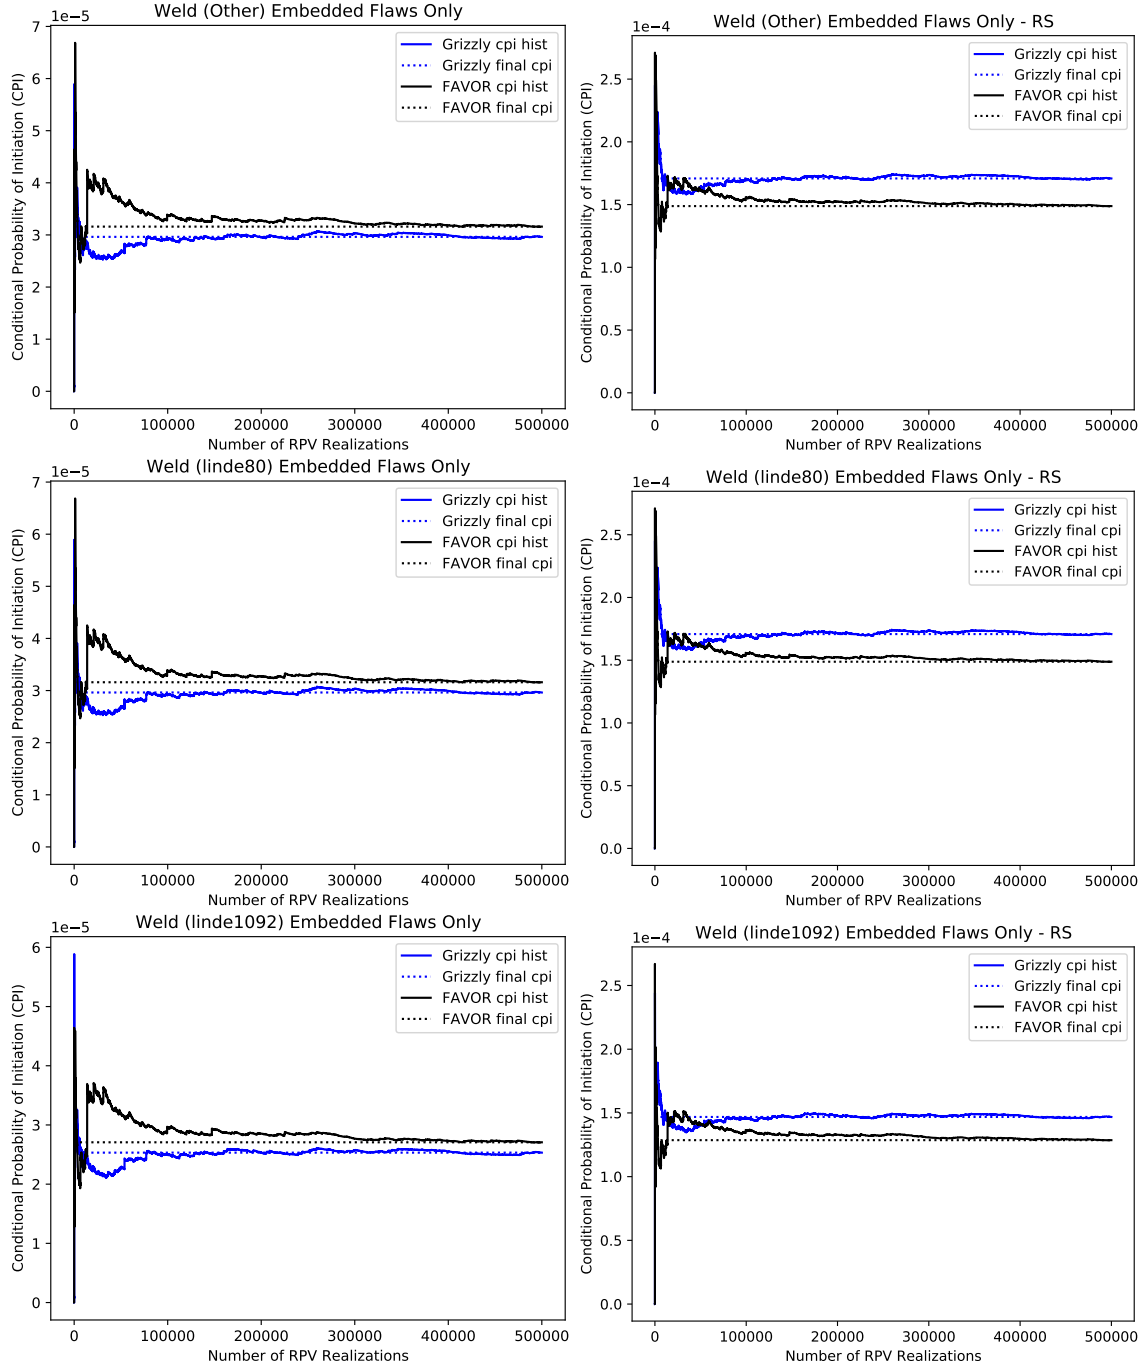 Weld (Other) Embedded Flaws Only
1e−5
7
6
5
4
3
2
1
0
Conditional Probability of Initiation (CPI)
Grizzly cpi hist
Grizzly final cpi
FAVOR cpi hist
FAVOR final cpi
0 100000 200000 300000 400000 500000
Number of RPV Realizations
Weld (Other) Embedded Flaws Only - RS
1e−4
2.5
2.0
1.5
1.0
0.5
0.0
Conditional Probability of Initiation (CPI)
Grizzly cpi hist
Grizzly final cpi
FAVOR cpi hist
FAVOR final cpi
0 100000 200000 300000 400000 500000
Number of RPV Realizations
Weld (linde80) Embedded Flaws Only
1e−5
7
6
5
4
3
2
1
0
Conditional Probability of Initiation (CPI)
Grizzly cpi hist
Grizzly final cpi
FAVOR cpi hist
FAVOR final cpi
0 100000 200000 300000 400000 500000
Number of RPV Realizations
Weld (linde80) Embedded Flaws Only - RS
1e−4
2.5
2.0
1.5
1.0
0.5
0.0
Conditional Probability of Initiation (CPI)
Grizzly cpi hist
Grizzly final cpi
FAVOR cpi hist
FAVOR final cpi
0 100000 200000 300000 400000 500000
Number of RPV Realizations
Weld (linde1092) Embedded Flaws Only
1e−5
6
5
4
3
2
1
0
Conditional Probability of Initiation (CPI)
Grizzly cpi hist
Grizzly final cpi
FAVOR cpi hist
FAVOR final cpi
0 100000 200000 300000 400000 500000
Number of RPV Realizations
Weld (linde1092) Embedded Flaws Only - RS
1e−4
2.5
2.0
1.5
1.0
0.5
0.0
Conditional Probability of Initiation (CPI)
Grizzly cpi hist
Grizzly final cpi
FAVOR cpi hist
FAVOR final cpi
0 100000 200000 300000 400000 500000
Number of RPV Realizations